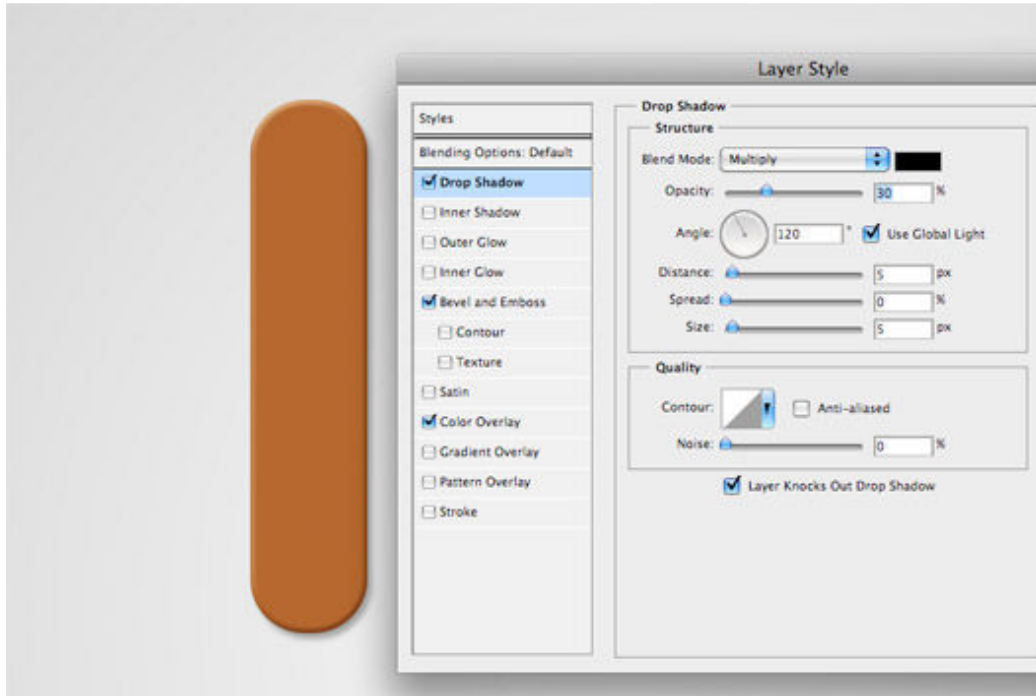 Layer Style
Styles
Blending Options: Default
Drop Shadow
Inner Shadow
Outer Glow
Inner Glow
Bevel and Emboss
Contour
Texture
Satin
Color Overlay
Gradient Overlay
Pattern Overlay
Stroke
Drop Shadow
Structure
Blend Mode: Multiply
Opacity: 30 %
Angle: 120 ° Use Global Light
Distance: 5 px
Spread: 0 %
Size: 5 px
Quality
Contour: Anti-aliased
Noise: 0 %
Layer Knocks Out Drop Shadow